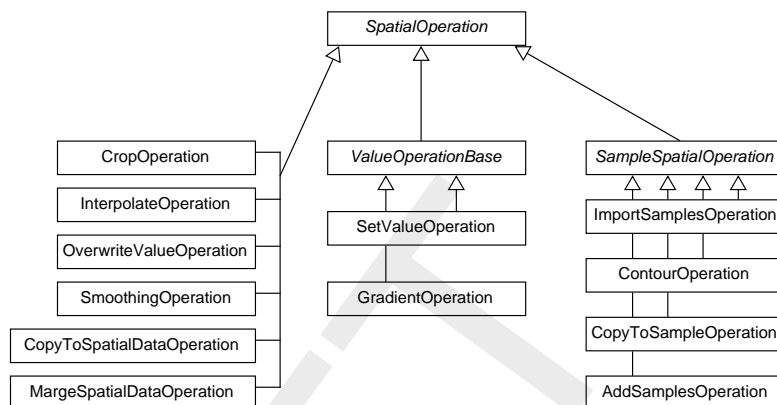 SpatialOperation
CropOperation
InterpolateOperation
OverwriteValueOperation
SmoothingOperation
CopyToSpatialDataOperation
MargeSpatialDataOperation
ValueOperationBase
SetValueOperation
GradientOperation
SampleSpatialOperation
ImportSamplesOperation
ContourOperation
CopyToSampleOperation
AddSamplesOperation